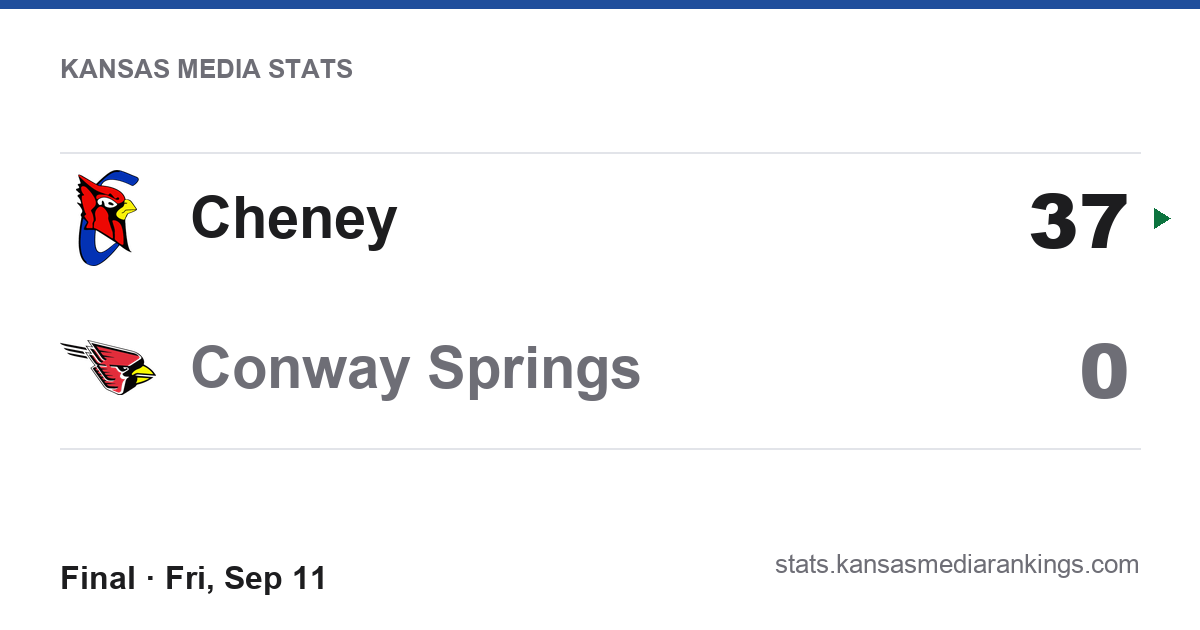 KANSAS MEDIA STATS
Cheney 37
Conway Springs 0
Final · Fri, Sep 11
stats.kansasmediarankings.com